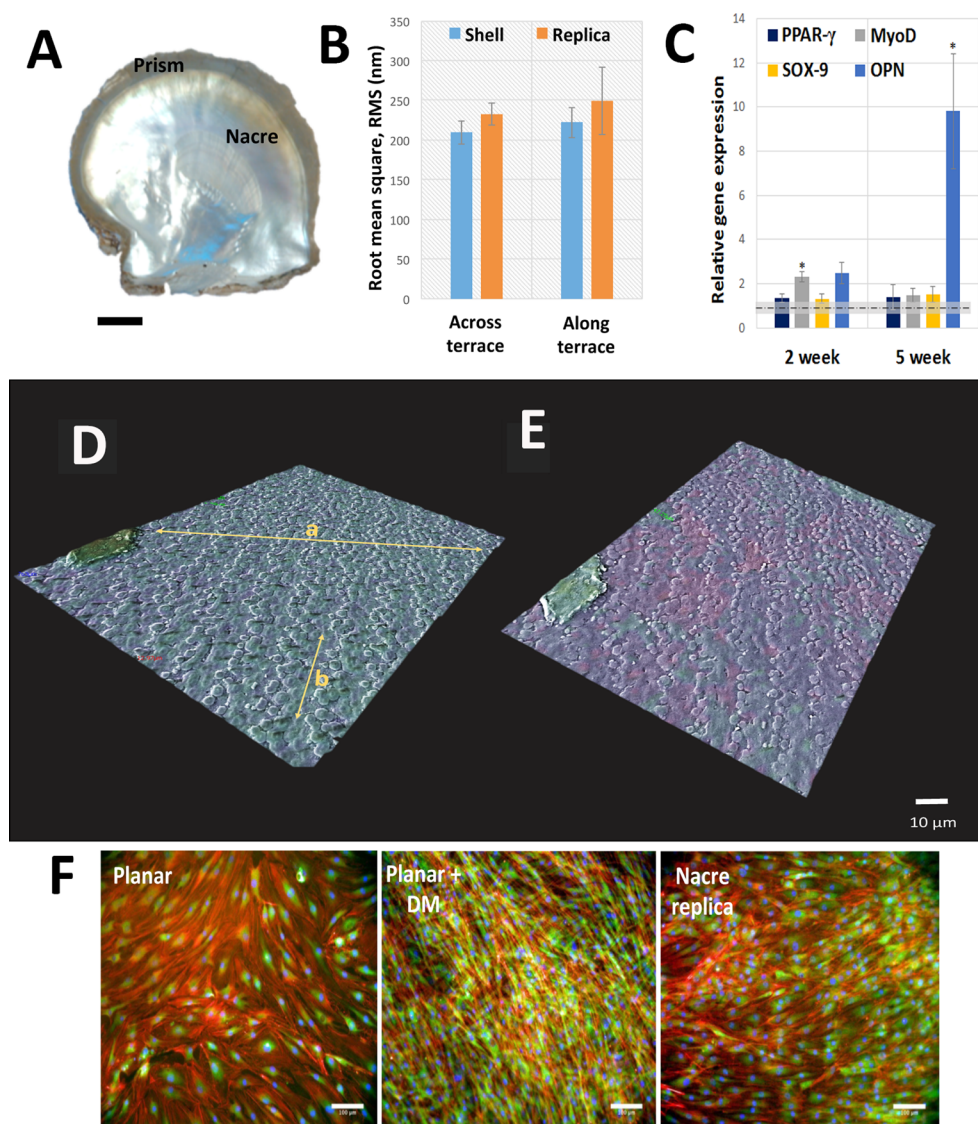 A
Prism
Nacre
B
Root mean square, RMS (nm)
350
300
250
200
150
100
50
0
Shell
Replica
Across
terrace
Along
terrace
C
Relative gene expression
14
12
10
8
6
4
2
0
PPAR-γ
MyoD
SOX-9
OPN
*
*
2 week
5 week
D
a
b
E
10 µm
F
Planar
100 µm
Planar +
DM
Nacre
replica